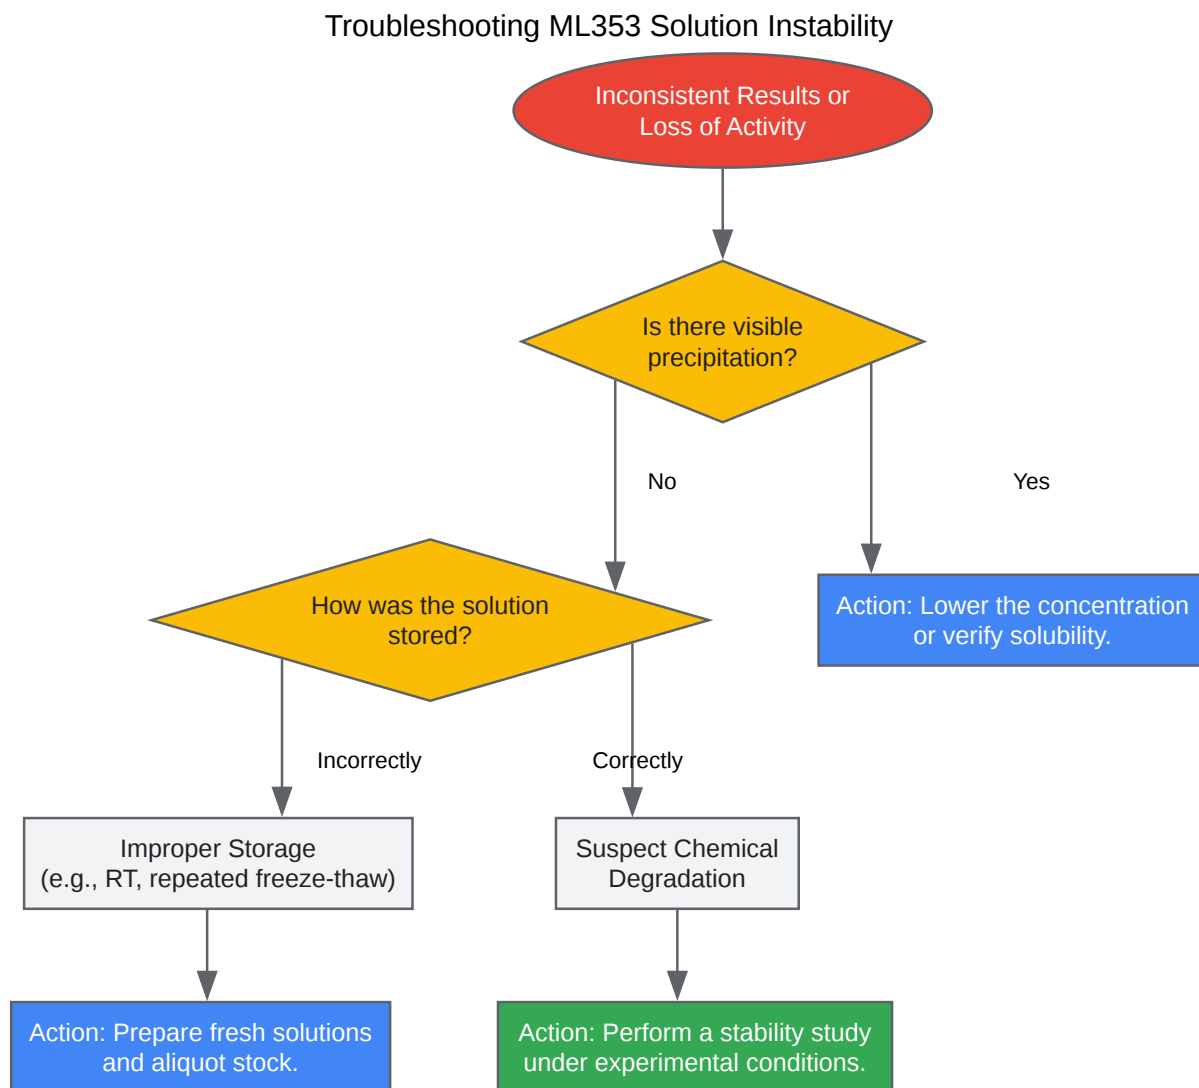 Troubleshooting ML353 Solution Instability
Inconsistent Results or
Loss of Activity
Is there visible
precipitation?
No
Yes
How was the solution
stored?
Action: Lower the concentration
or verify solubility.
Incorrectly
Correctly
Improper Storage
(e.g., RT, repeated freeze-thaw)
Suspect Chemical
Degradation
Action: Prepare fresh solutions
and aliquot stock.
Action: Perform a stability study
under experimental conditions.